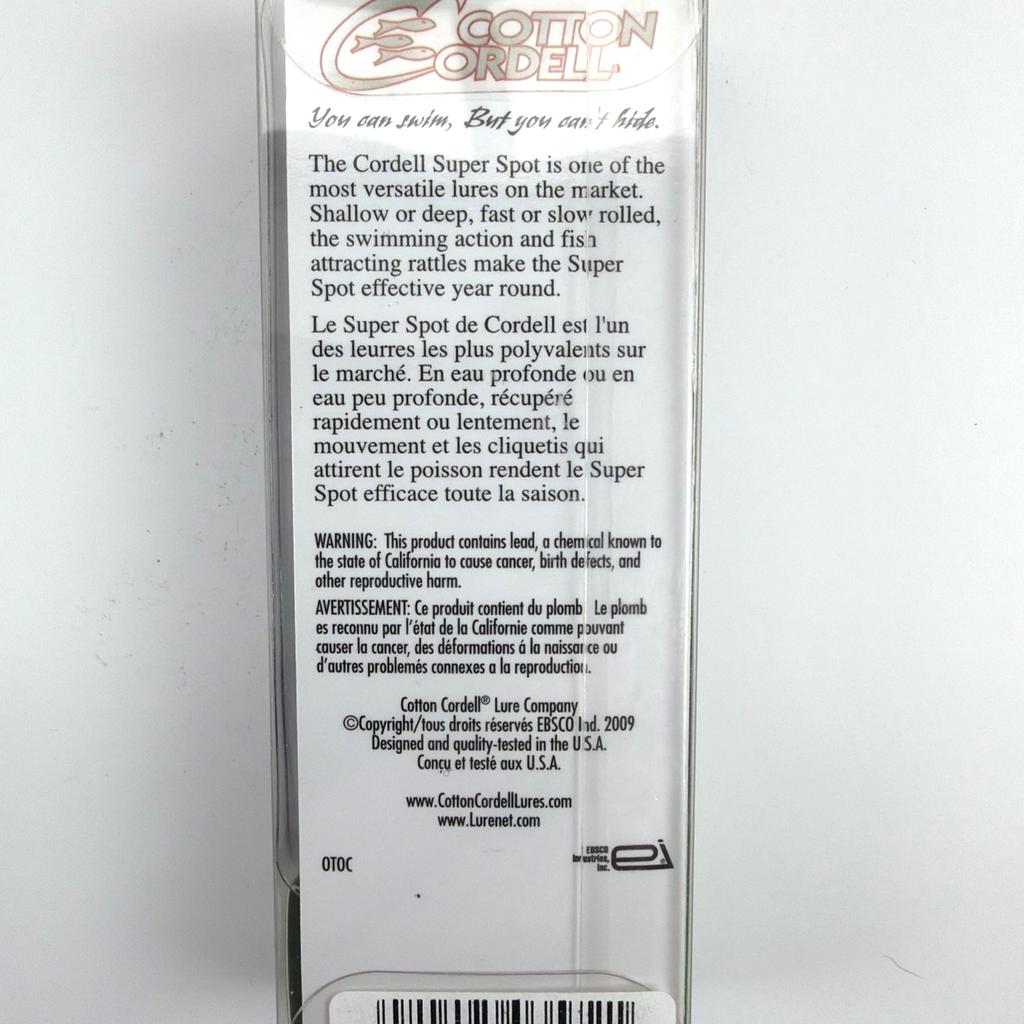 COTTON
CORDELL
You can swim, But you can't hide.
The Cordell Super Spot is one of the
most versatile lures on the market.
Shallow or deep, fast or slow rolled,
the swimming action and fish
attracting rattles make the Super
Spot effective year round.
Le Super Spot de Cordell est l'un
des leurres les plus polyvalents sur
le marché. En eau profonde ou en
eau peu profonde, récupéré
rapidement ou lentement, le
mouvement et les cliquetis qui
attirent le poisson rendent le Super
Spot efficace toute la saison.
WARNING: This product contains lead, a chemical known to
the state of California to cause cancer, birth defects, and
other reproductive harm.
AVERTISSEMENT: Ce produit contient du plomb. Le plomb
es reconnu par l'état de la Californie comme pouvant
causer la cancer, des déformations á la naissance ou
d'autres problemés connexes a la reproduction.
Cotton Cordell® Lure Company
©Copyright/tous droits réservés EBSCO Ind. 2009
Designed and quality-tested in the U.S.A.
Conçu et testé aux U.S.A.
www.CottonCordellLures.com
www.Lurenet.com
OTOC
EBSCO
Industries,
Inc.
ei